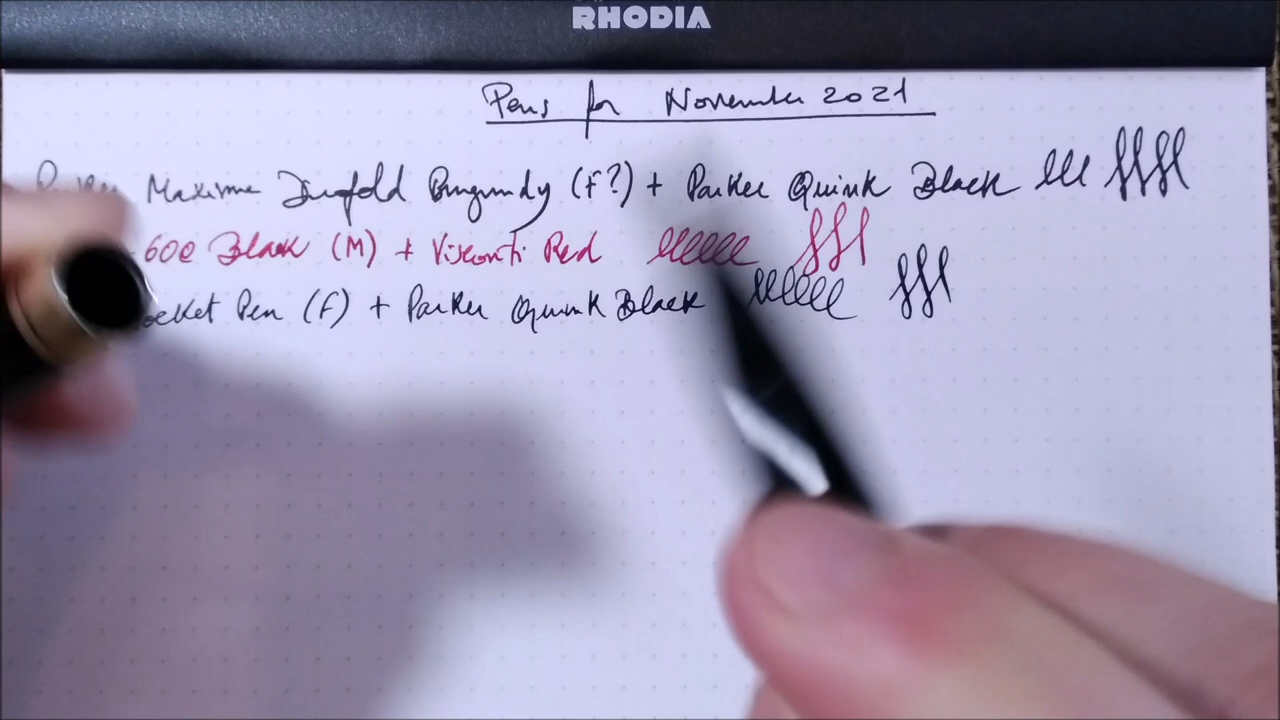 RHODIA
Pens for November 2021
Parker Maxima Duofold Burgundy (F?) + Parker Quink Black
600 Black (M) + Visconti Red
Pen (F) + Parker Quink Black